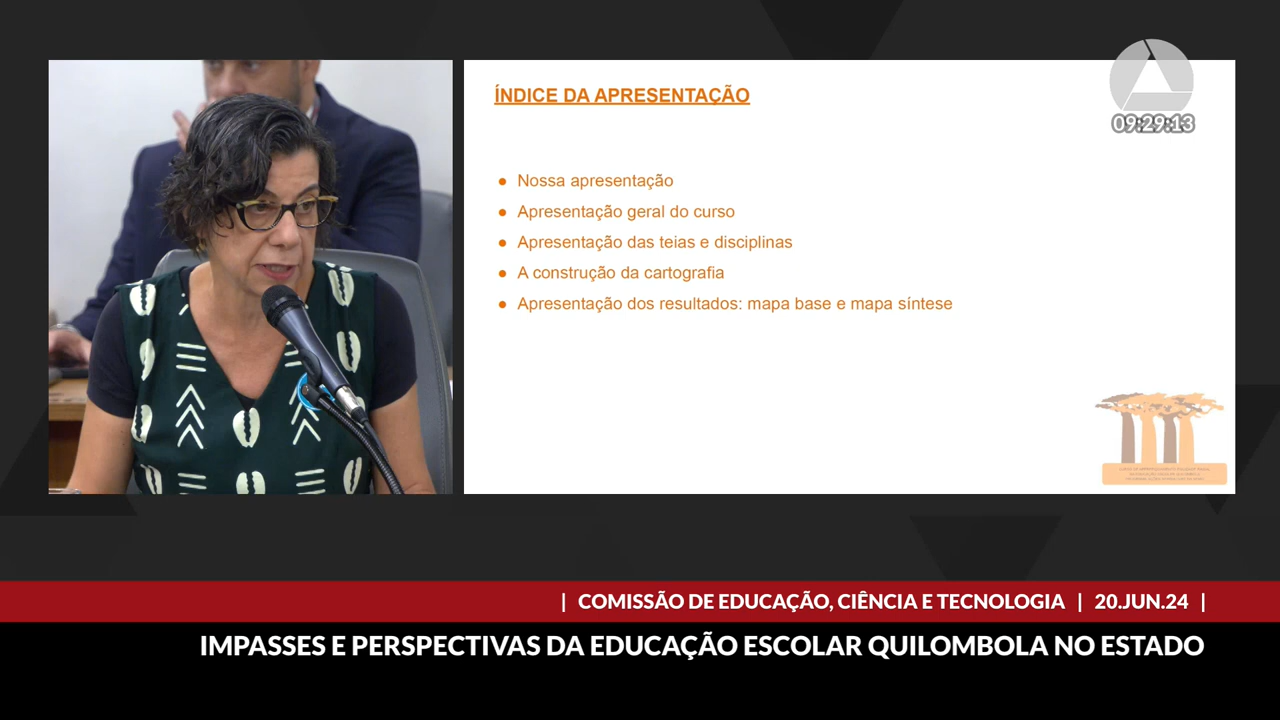 ÍNDICE DA APRESENTAÇÃO
09:29:13
● Nossa apresentação
● Apresentação geral do curso
● Apresentação das teias e disciplinas
● A construção da cartografia
● Apresentação dos resultados: mapa base e mapa síntese
| COMISSÃO DE EDUCAÇÃO, CIÊNCIA E TECNOLOGIA | 20.JUN.24 |
IMPASSES E PERSPECTIVAS DA EDUCAÇÃO ESCOLAR QUILOMBOLA NO ESTADO